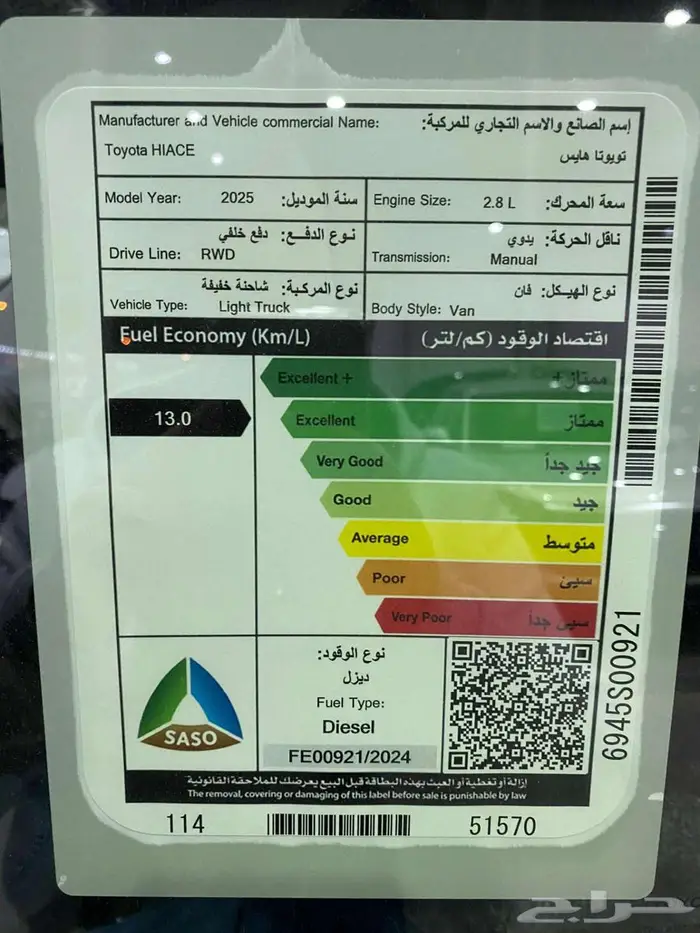 Manufacturer and Vehicle commercial Name: إسم الصانع والاسم التجاري للمركبة:
Toyota HIACE تويوتا هايس
Model Year: 2025 سنة الموديل: Engine Size: 2.8 L سعة المحرك:
نوع الدفع: دفع خلفي
Drive Line: RWD
ناقل الحركة: يدوي
Transmission: Manual
نوع المركبة: شاحنة خفيفة
Vehicle Type: Light Truck
نوع الهيكل: فان
Body Style: Van
Fuel Economy (Km/L) اقتصاد الوقود (كم/لتر)
Excellent + ممتاز+
13.0
Excellent ممتاز
Very Good جيد جداً
Good جيد
Average متوسط
Poor سيئ
Very Poor سيئ جداً
SASO
نوع الوقود:
ديزل
Fuel Type:
Diesel
FE00921/2024
6945S00921
إزالة أو تغطية أو العبث بهذه البطاقة قبل البيع يعرضك للملاحقة القانونية
The removal, covering or damaging of this label before sale is punishable by law
114 51570
حراج